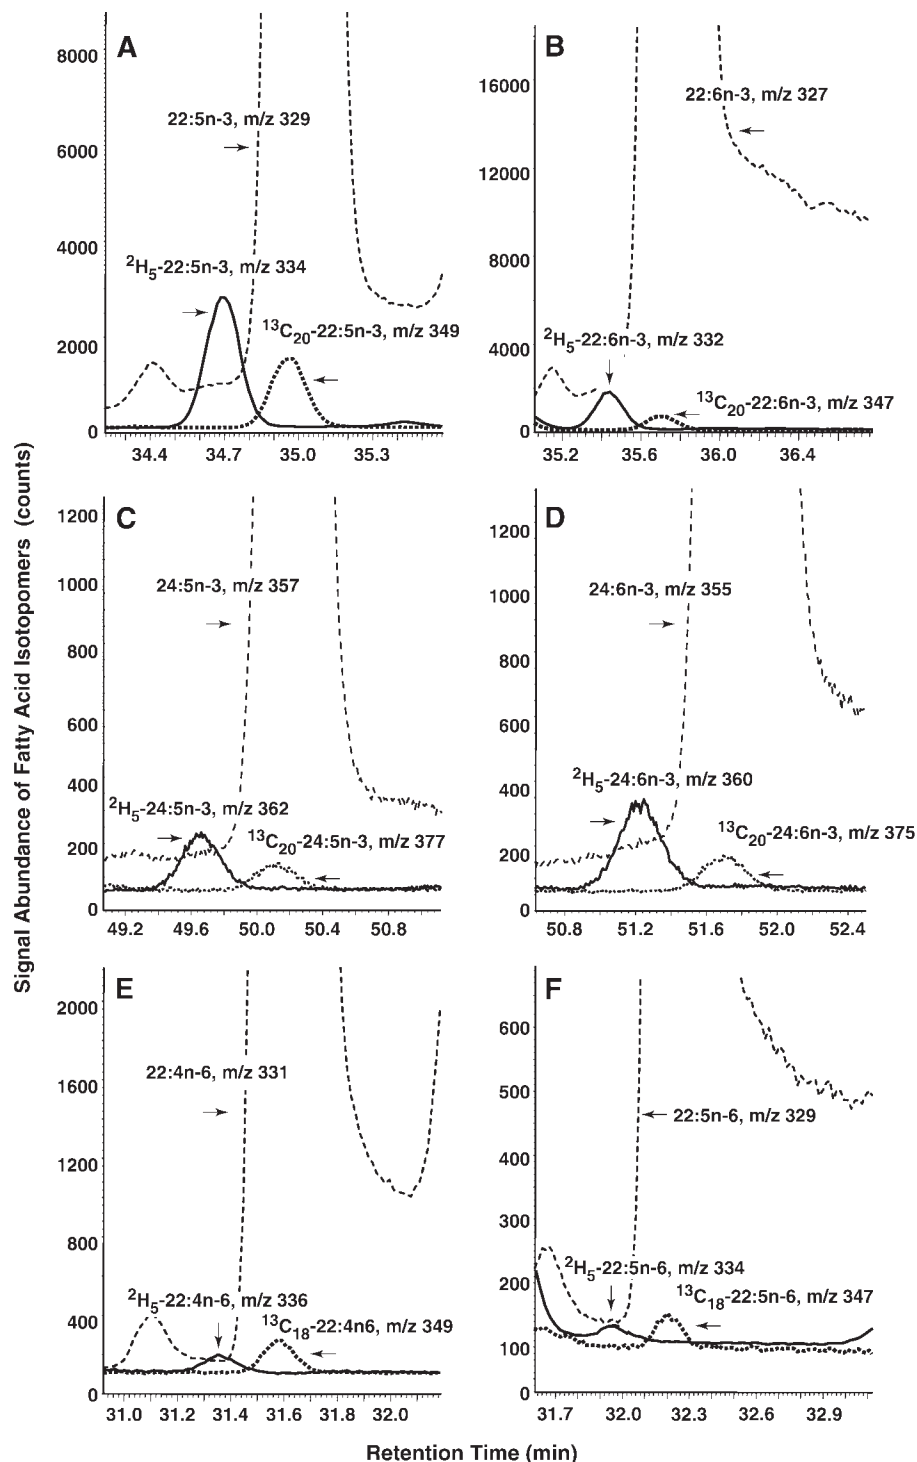 Signal Abundance of Fatty Acid Isotopomers (counts)
A
8000
6000
4000
2000
0
22:5n-3, m/z 329
²H₅-22:5n-3, m/z 334
¹³C₂₀-22:5n-3, m/z 349
34.4 34.7 35.0 35.3
B
16000
12000
8000
4000
0
22:6n-3, m/z 327
²H₅-22:6n-3, m/z 332
¹³C₂₀-22:6n-3, m/z 347
35.2 35.6 36.0 36.4
C
1200
1000
800
600
400
200
0
24:5n-3, m/z 357
²H₅-24:5n-3, m/z 362
¹³C₂₀-24:5n-3, m/z 377
49.2 49.6 50.0 50.4 50.8
D
1200
1000
800
600
400
200
0
24:6n-3, m/z 355
²H₅-24:6n-3, m/z 360
¹³C₂₀-24:6n-3, m/z 375
50.8 51.2 51.6 52.0 52.4
E
2000
1600
1200
800
400
0
22:4n-6, m/z 331
²H₅-22:4n-6, m/z 336
¹³C₁₈-22:4n6, m/z 349
31.0 31.2 31.4 31.6 31.8 32.0
F
600
500
400
300
200
100
0
22:5n-6, m/z 329
²H₅-22:5n-6, m/z 334
¹³C₁₈-22:5n-6, m/z 347
31.7 32.0 32.3 32.6 32.9
Retention Time (min)